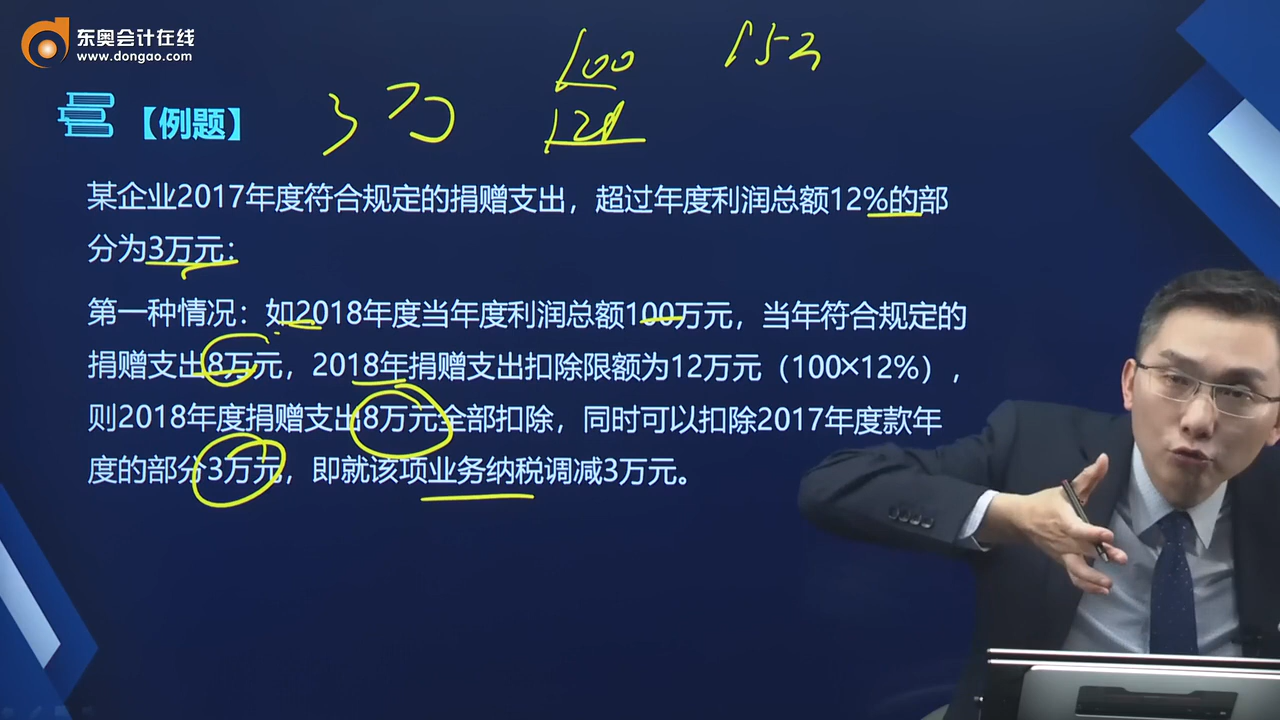 东奥会计在线
www.dongao.com
100
152
【例题】
3万
12
某企业2017年度符合规定的捐赠支出，超过年度利润总额12%的部
分为3万元：
第一种情况：如2018年度当年度利润总额100万元，当年符合规定的
捐赠支出8万元，2018年捐赠支出扣除限额为12万元（100×12%），
则2018年度捐赠支出8万元全部扣除，同时可以扣除2017年度款年
度的部分3万元，即就该项业务纳税调减3万元。